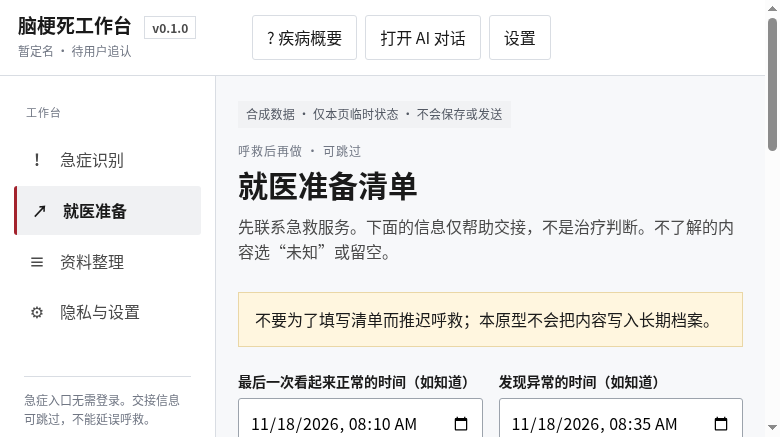 脑梗死工作台
v0.1.0
暂定名 · 待用户追认
? 疾病概要
打开 AI 对话
设置
工作台
! 急症识别
↗ 就医准备
≡ 资料整理
⚙ 隐私与设置
急症入口无需登录。交接信息
可跳过，不能延误呼救。
合成数据 · 仅本页临时状态 · 不会保存或发送
呼救后再做 · 可跳过
就医准备清单
先联系急救服务。下面的信息仅帮助交接，不是治疗判断。不了解的内
容选“未知”或留空。
不要为了填写清单而推迟呼救；本原型不会把内容写入长期档案。
最后一次看起来正常的时间（如知道）
11/18/2026, 08:10 AM
发现异常的时间（如知道）
11/18/2026, 08:35 AM